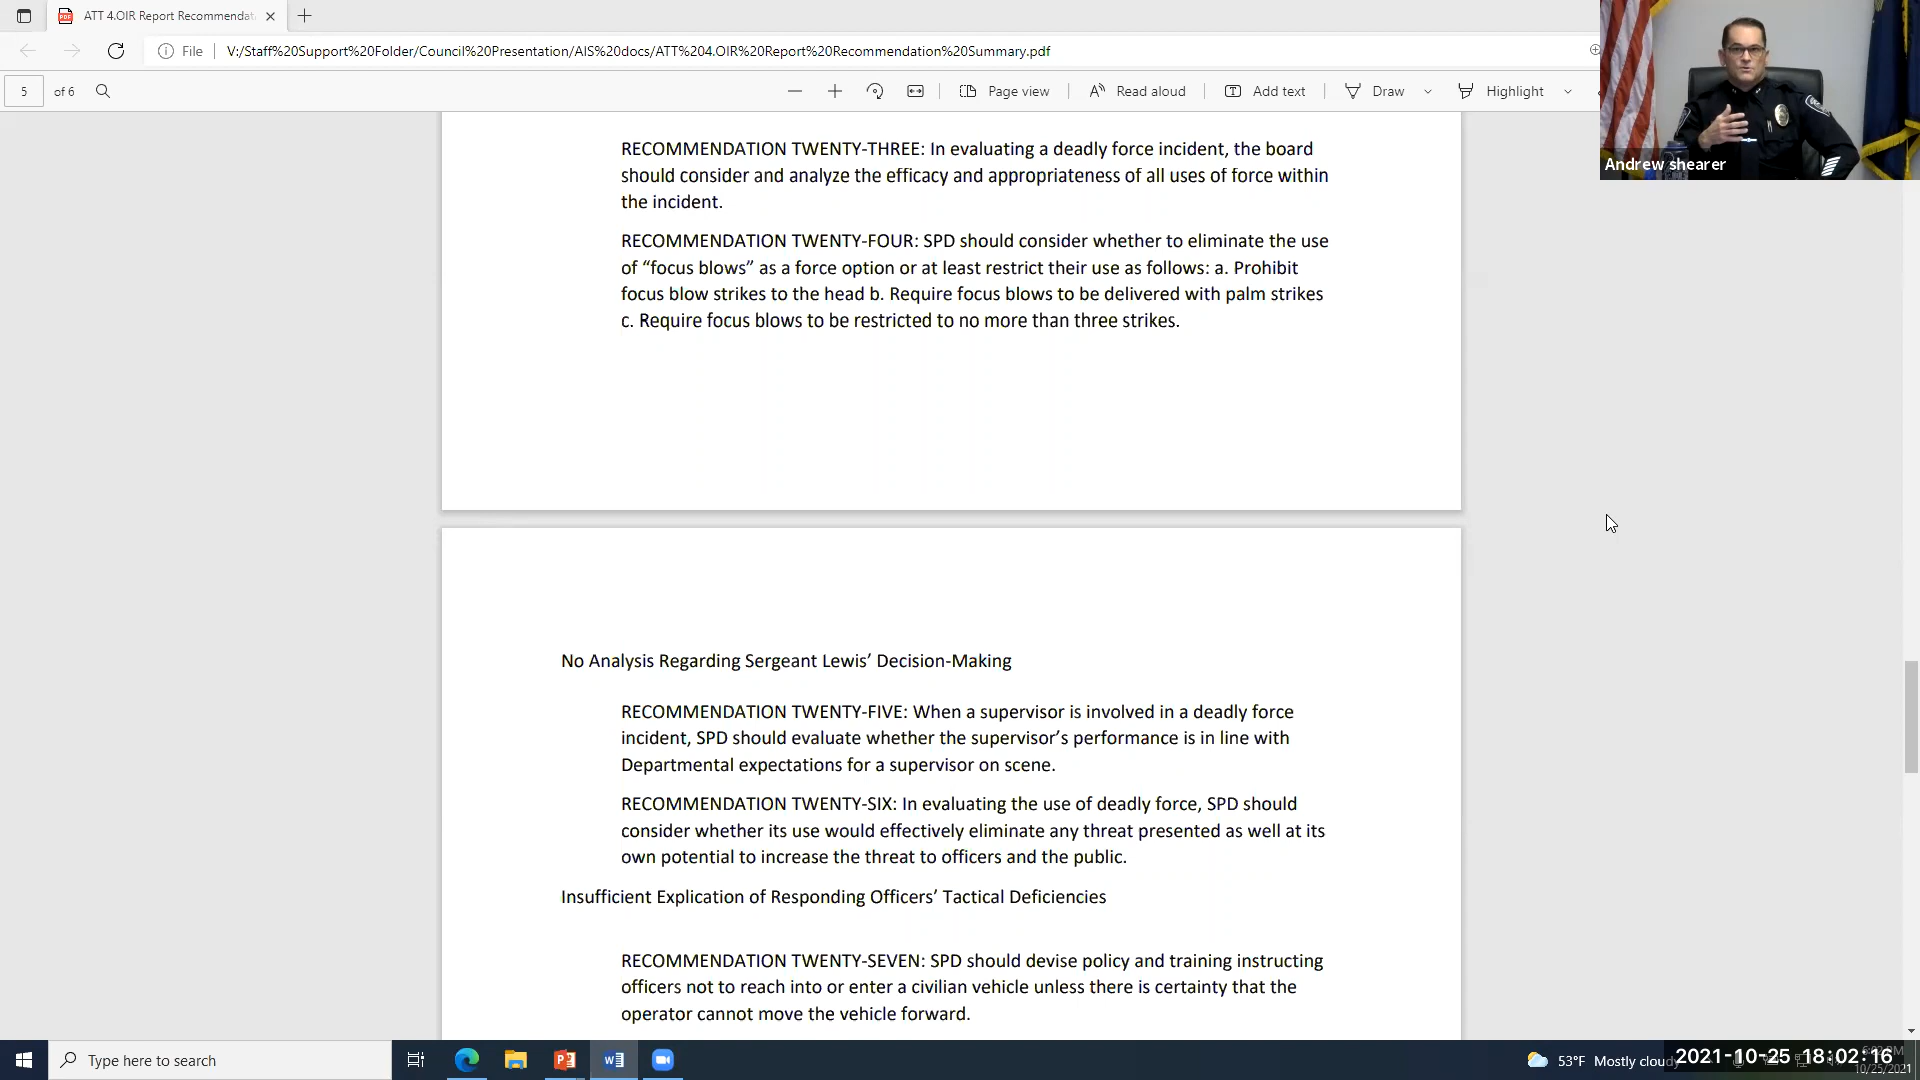 ATT 4.OIR Report Recommendat
File
V:/Staff%20Support%20Folder/Council%20Presentation/AIS%20docs/ATT%204.OIR%20Report%20Recommendation%20Summary.pdf
5 of 6
Page view
Read aloud
Add text
Draw
Highlight
Andrew shearer
RECOMMENDATION TWENTY-THREE: In evaluating a deadly force incident, the board
should consider and analyze the efficacy and appropriateness of all uses of force within
the incident.
RECOMMENDATION TWENTY-FOUR: SPD should consider whether to eliminate the use
of “focus blows” as a force option or at least restrict their use as follows: a. Prohibit
focus blow strikes to the head b. Require focus blows to be delivered with palm strikes
c. Require focus blows to be restricted to no more than three strikes.
No Analysis Regarding Sergeant Lewis’ Decision-Making
RECOMMENDATION TWENTY-FIVE: When a supervisor is involved in a deadly force
incident, SPD should evaluate whether the supervisor’s performance is in line with
Departmental expectations for a supervisor on scene.
RECOMMENDATION TWENTY-SIX: In evaluating the use of deadly force, SPD should
consider whether its use would effectively eliminate any threat presented as well at its
own potential to increase the threat to officers and the public.
Insufficient Explication of Responding Officers’ Tactical Deficiencies
RECOMMENDATION TWENTY-SEVEN: SPD should devise policy and training instructing
officers not to reach into or enter a civilian vehicle unless there is certainty that the
operator cannot move the vehicle forward.
Type here to search
53°F Mostly cloudy
2021-10-25 18:02:16
10/25/2021